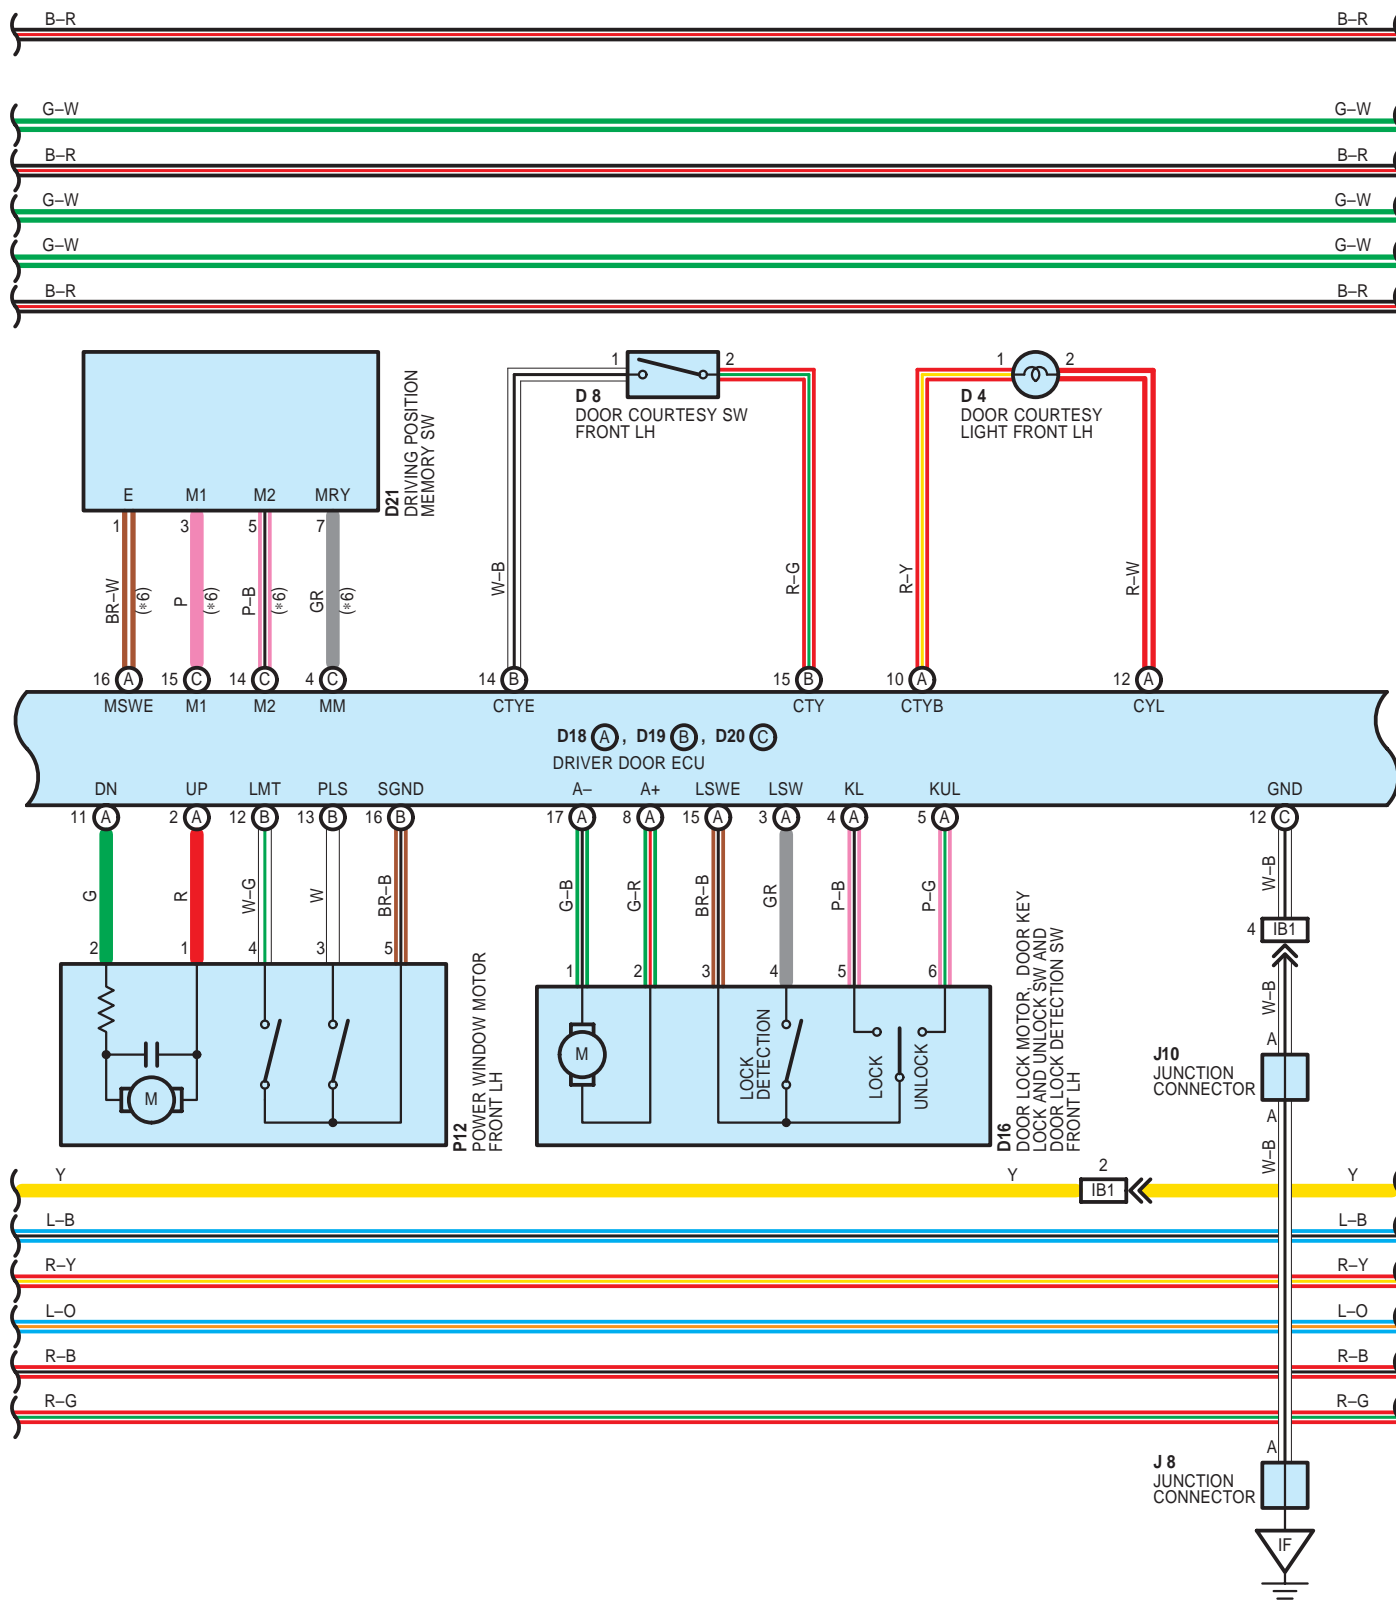 B–R B–R
G–W G–W
B–R B–R
G–W G–W
G–W G–W
B–R B–R
1 2
D 8
DOOR COURTESY SW
FRONT LH
1 2
D 4
DOOR COURTESY
LIGHT FRONT LH
D21
DRIVING POSITION
MEMORY SW
E M1 M2 MRY
1 3 5 7
BR–W (*6) P (*6) P–B (*6) GR (*6) W–B R–G R–Y R–W
16 A 15 C 14 C 4 C 14 B 15 B 10 A 12 A
MSWE M1 M2 MM CTYE CTY CTYB CYL
D18 A , D19 B , D20 C
DRIVER DOOR ECU
DN UP LMT PLS SGND A– A+ LSWE LSW KL KUL GND
11 A 2 A 12 B 13 B 16 B 17 A 8 A 15 A 3 A 4 A 5 A 12 C
G R W–G W BR–B G–B G–R BR–B GR P–B P–G W–B
2 1 4 3 5
4 IB1
1 2 3 4 5 6
W–B
M
P12
POWER WINDOW MOTOR
FRONT LH
M
LOCK
DETECTION
LOCK
UNLOCK
D16
DOOR LOCK MOTOR, DOOR KEY
LOCK AND UNLOCK SW AND
DOOR LOCK DETECTION SW
FRONT LH
A
J10
JUNCTION
CONNECTOR
A
W–B
Y Y 2 Y
IB1
L–B L–B
R–Y R–Y
L–O L–O
R–B R–B
R–G R–G
A
J 8
JUNCTION
CONNECTOR
IF